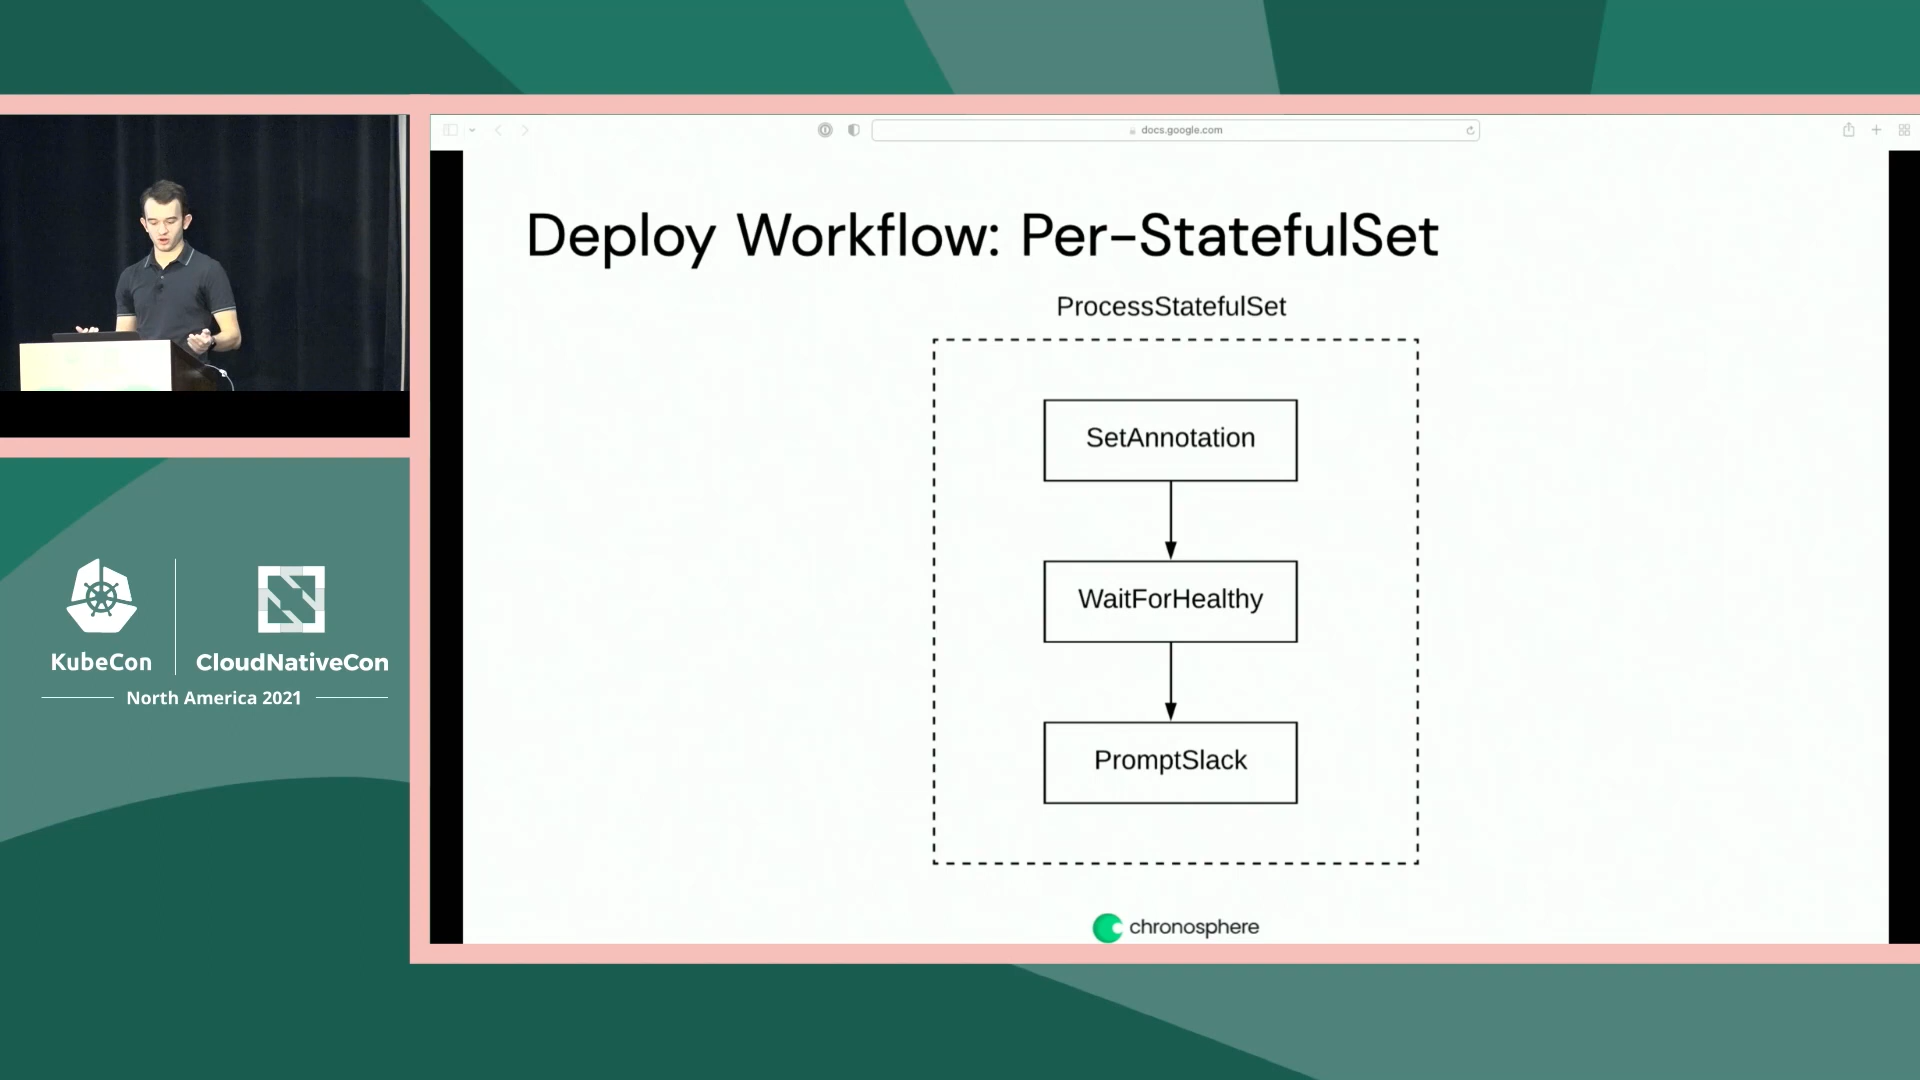 docs.google.com
Deploy Workflow: Per-StatefulSet
ProcessStatefulSet
SetAnnotation
WaitForHealthy
PromptSlack
chronosphere
KubeCon
CloudNativeCon
North America 2021